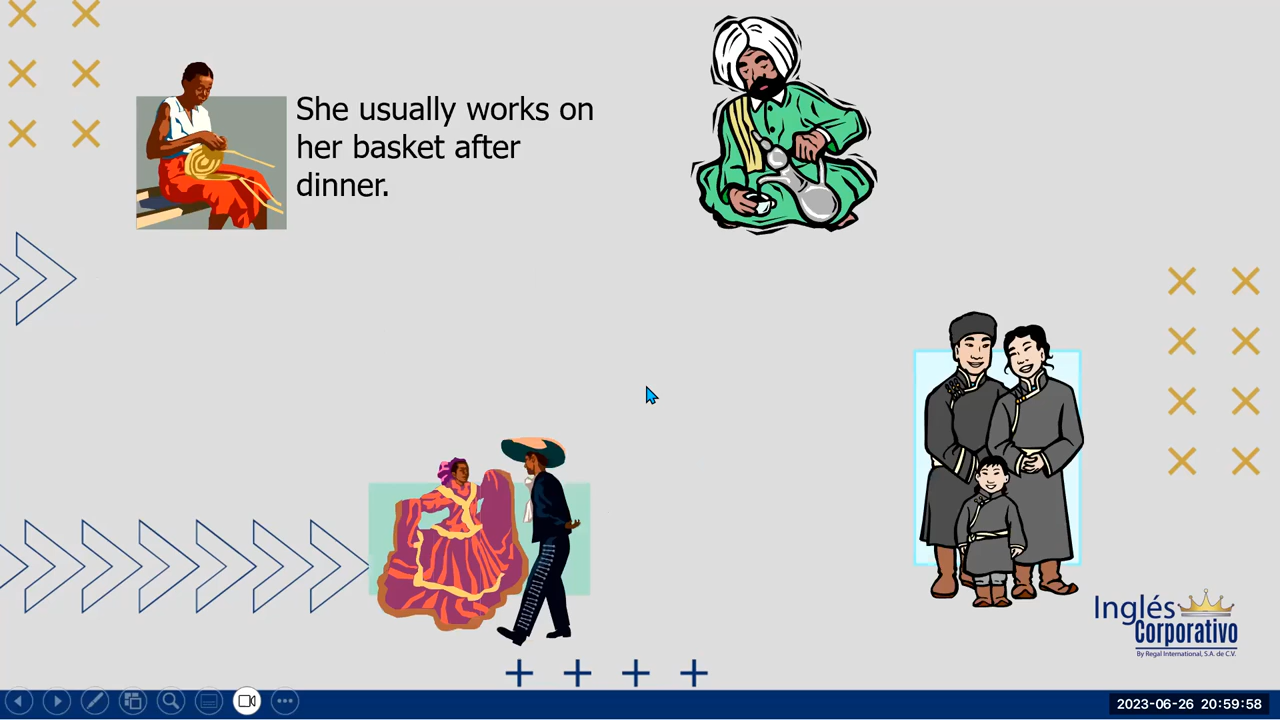 She usually works on
her basket after
dinner.
Inglés
Corporativo
By Regal International, S.A. de C.V.
2023-06-26 20:59:58